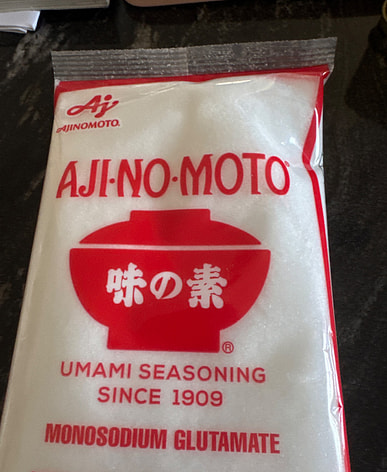 AJINOMOTO.
AJI·NO·MOTO®
味の素
®
UMAMI SEASONING
SINCE 1909
MONOSODIUM GLUTAMATE